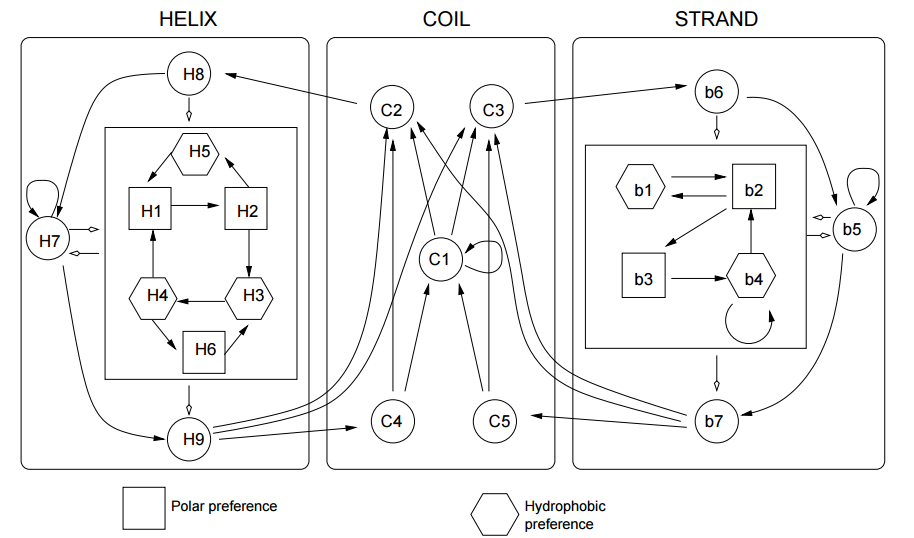 HELIX
COIL
STRAND
H8
H5
H1
H2
H7
H4
H3
H6
H9
C2
C3
C1
C4
C5
b6
b1
b2
b5
b3
b4
b7
Polar preference
Hydrophobic
preference